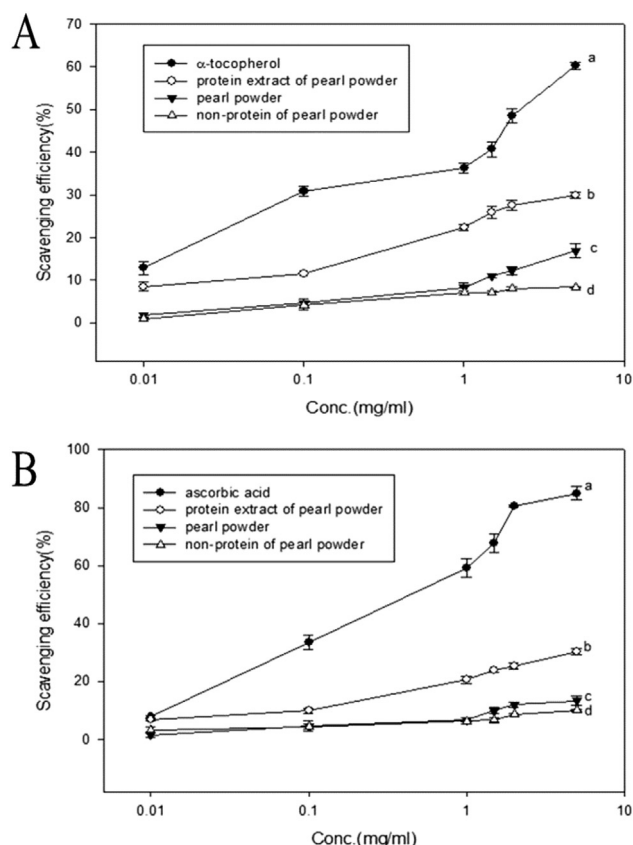 A
70
60
50
40
30
20
10
0
Scavenging efficiency(%)
α-tocopherol
protein extract of pearl powder
pearl powder
non-protein of pearl powder
a
b
c
d
0.01 0.1 1 10
Conc.(mg/ml)
B
100
80
60
40
20
0
Scavenging efficiency(%)
ascorbic acid
protein extract of pearl powder
pearl powder
non-protein of pearl powder
a
b
c
d
0.01 0.1 1 10
Conc.(mg/ml)